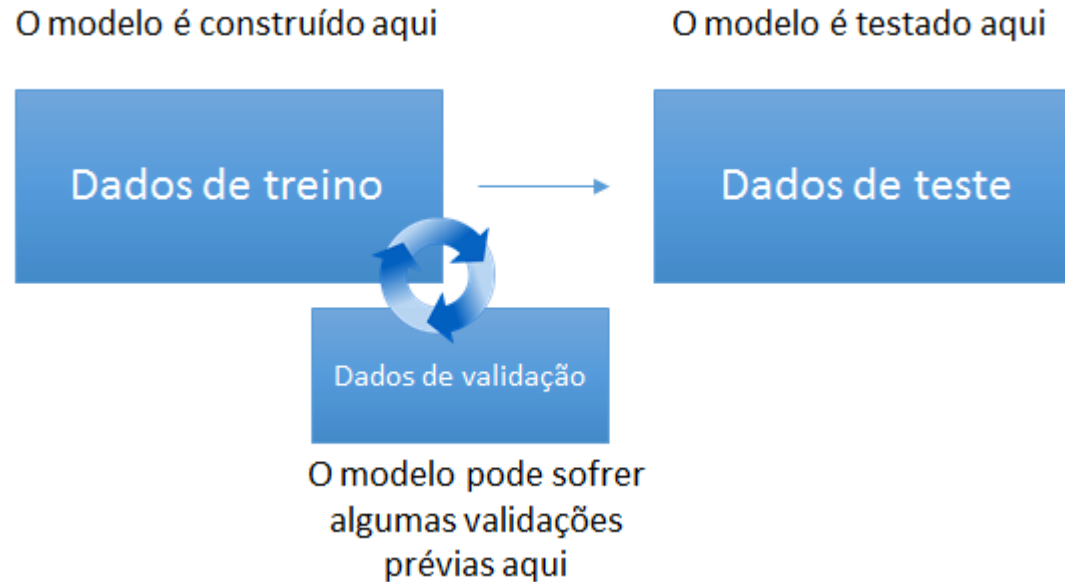 O modelo é construído aqui
O modelo é testado aqui
Dados de treino
Dados de teste
Dados de validação
O modelo pode sofrer
algumas validações
prévias aqui